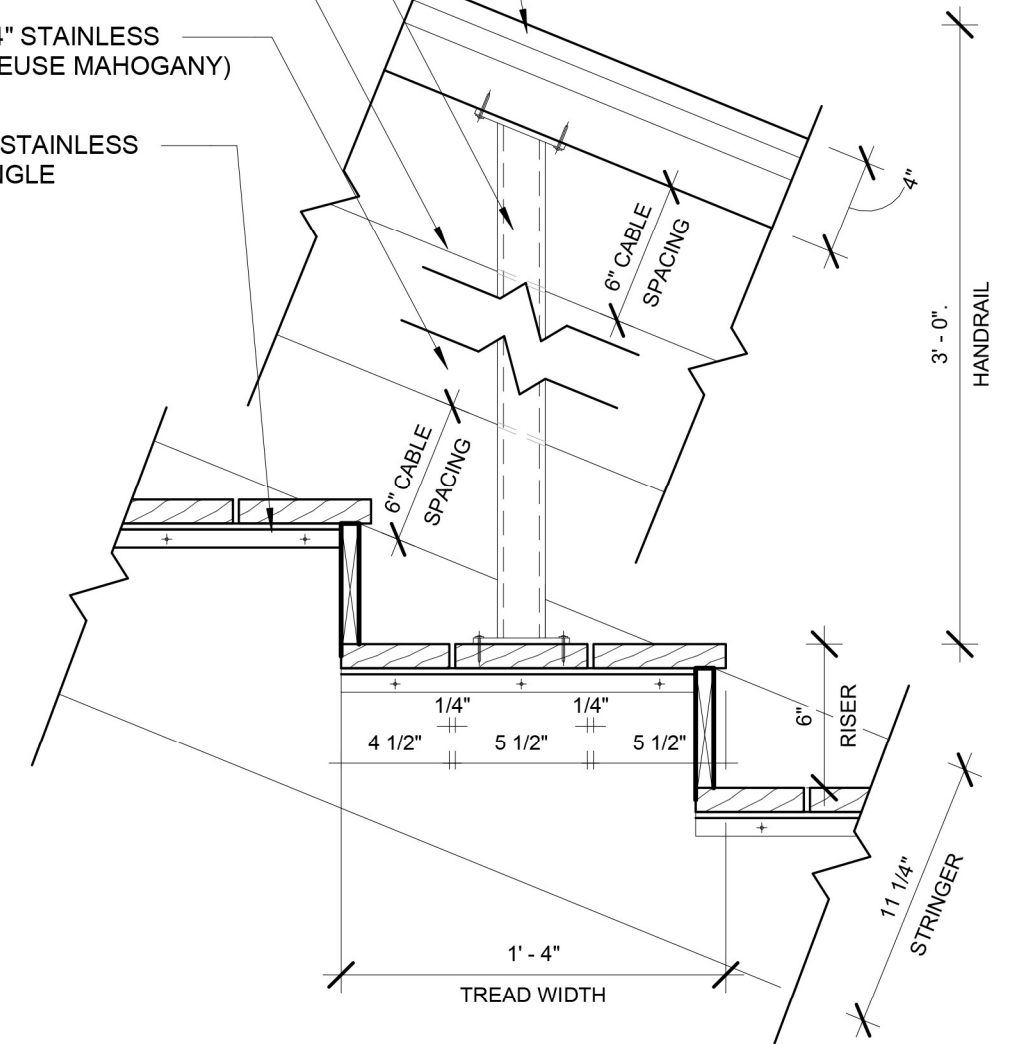 4" STAINLESS
EUSE MAHOGANY)
STAINLESS
NGLE
4"
6" CABLE
SPACING
3' - 0".
HANDRAIL
6" CABLE
SPACING
1/4"
1/4"
4 1/2"
5 1/2"
5 1/2"
6"
RISER
11 1/4"
STRINGER
1' - 4"
TREAD WIDTH